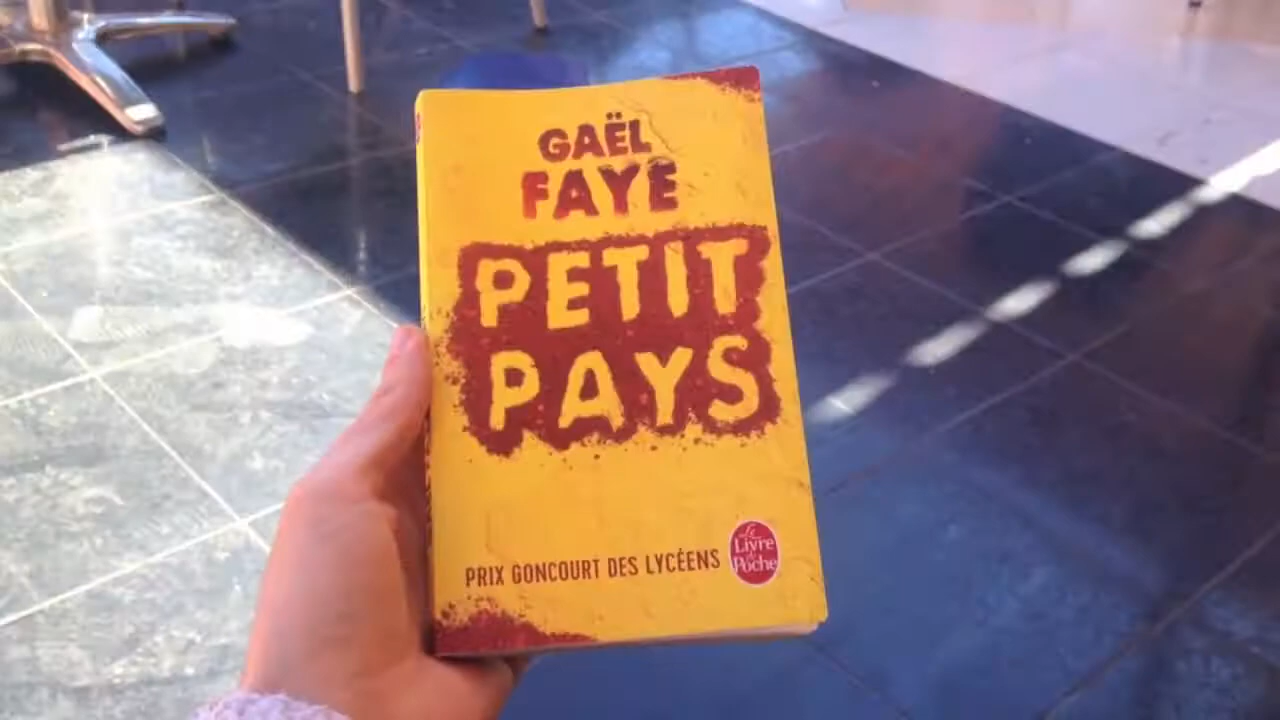 GAËL
FAYE
PETIT
PAYS
PRIX GONCOURT DES LYCÉENS
Le
Livre
de
Poche